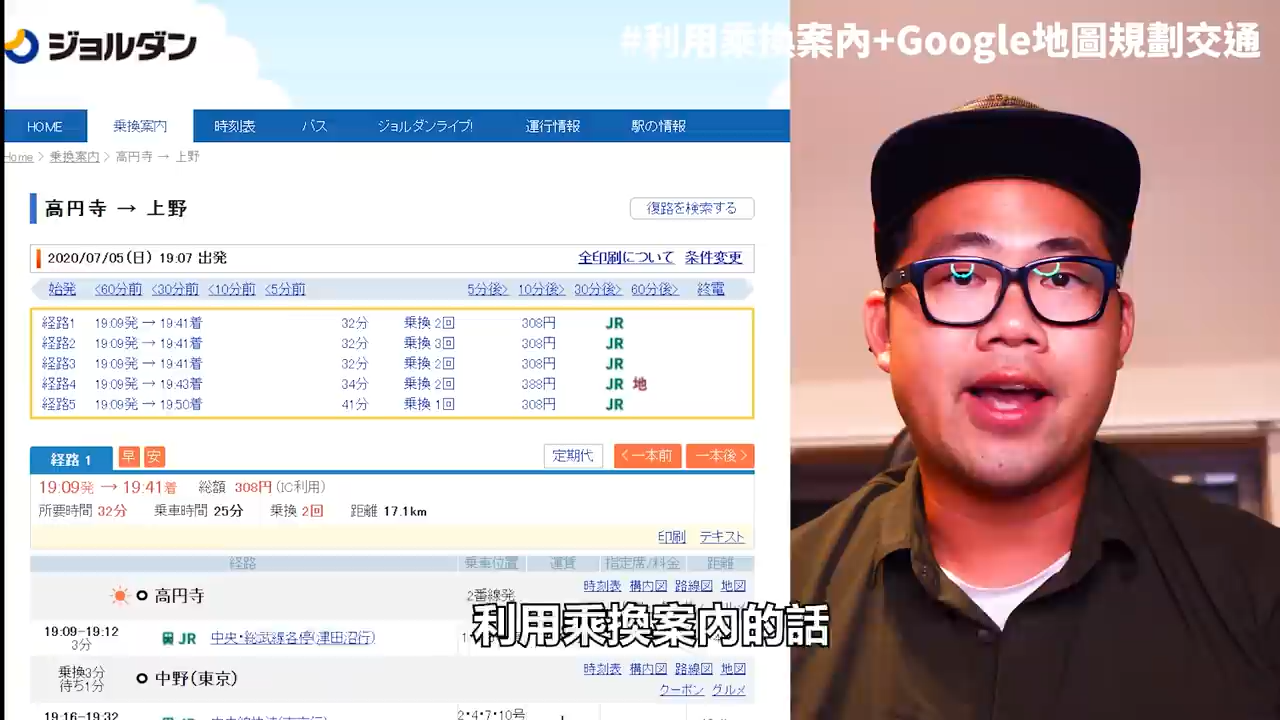 ジョルダン
#利用乘換案內+Google地圖規劃交通
HOME 乗換案内 時刻表 バス ジョルダンライブ! 運行情報 駅の情報
Home > 乗換案内 > 高円寺 → 上野
高円寺 → 上野 復路を検索する
2020/07/05(日) 19:07 出発 全印刷について 条件変更
始発 <60分前 <30分前 <10分前 <5分前 5分後> 10分後> 30分後> 60分後> 終電
経路1 19:09発 → 19:41着 32分 乗換 2回 308円 JR
経路2 19:09発 → 19:41着 32分 乗換 3回 308円 JR
経路3 19:09発 → 19:41着 32分 乗換 2回 308円 JR
経路4 19:09発 → 19:43着 34分 乗換 2回 388円 JR 地
経路5 19:09発 → 19:50着 41分 乗換 1回 308円 JR
経路 1 早 安 定期代 <一本前 一本後>
19:09発 → 19:41着 総額 308円 (IC利用)
所要時間 32分 乗車時間 25分 乗換 2回 距離 17.1km
印刷 テキスト
経路 乗車位置 運賃 指定席/料金 距離
時刻表 構内図 路線図 地図
高円寺 2番線発
19:09-19:12 JR 中央・総武線各停(津田沼行)
3分
利用乘換案內的話
乗換3分 中野(東京) 時刻表 構内図 路線図 地図
待ち1分 クーポン グルメ
19:16-19:32 2・4・7・10号